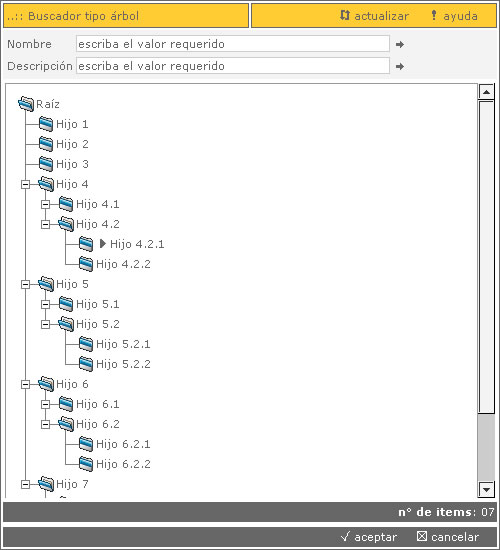 ..:: Buscador tipo árbol actualizar ayuda
Nombre escriba el valor requerido
Descripción escriba el valor requerido
Raíz
Hijo 1
Hijo 2
Hijo 3
Hijo 4
Hijo 4.1
Hijo 4.2
Hijo 4.2.1
Hijo 4.2.2
Hijo 5
Hijo 5.1
Hijo 5.2
Hijo 5.2.1
Hijo 5.2.2
Hijo 6
Hijo 6.1
Hijo 6.2
Hijo 6.2.1
Hijo 6.2.2
Hijo 7
n° de items: 07
aceptar cancelar